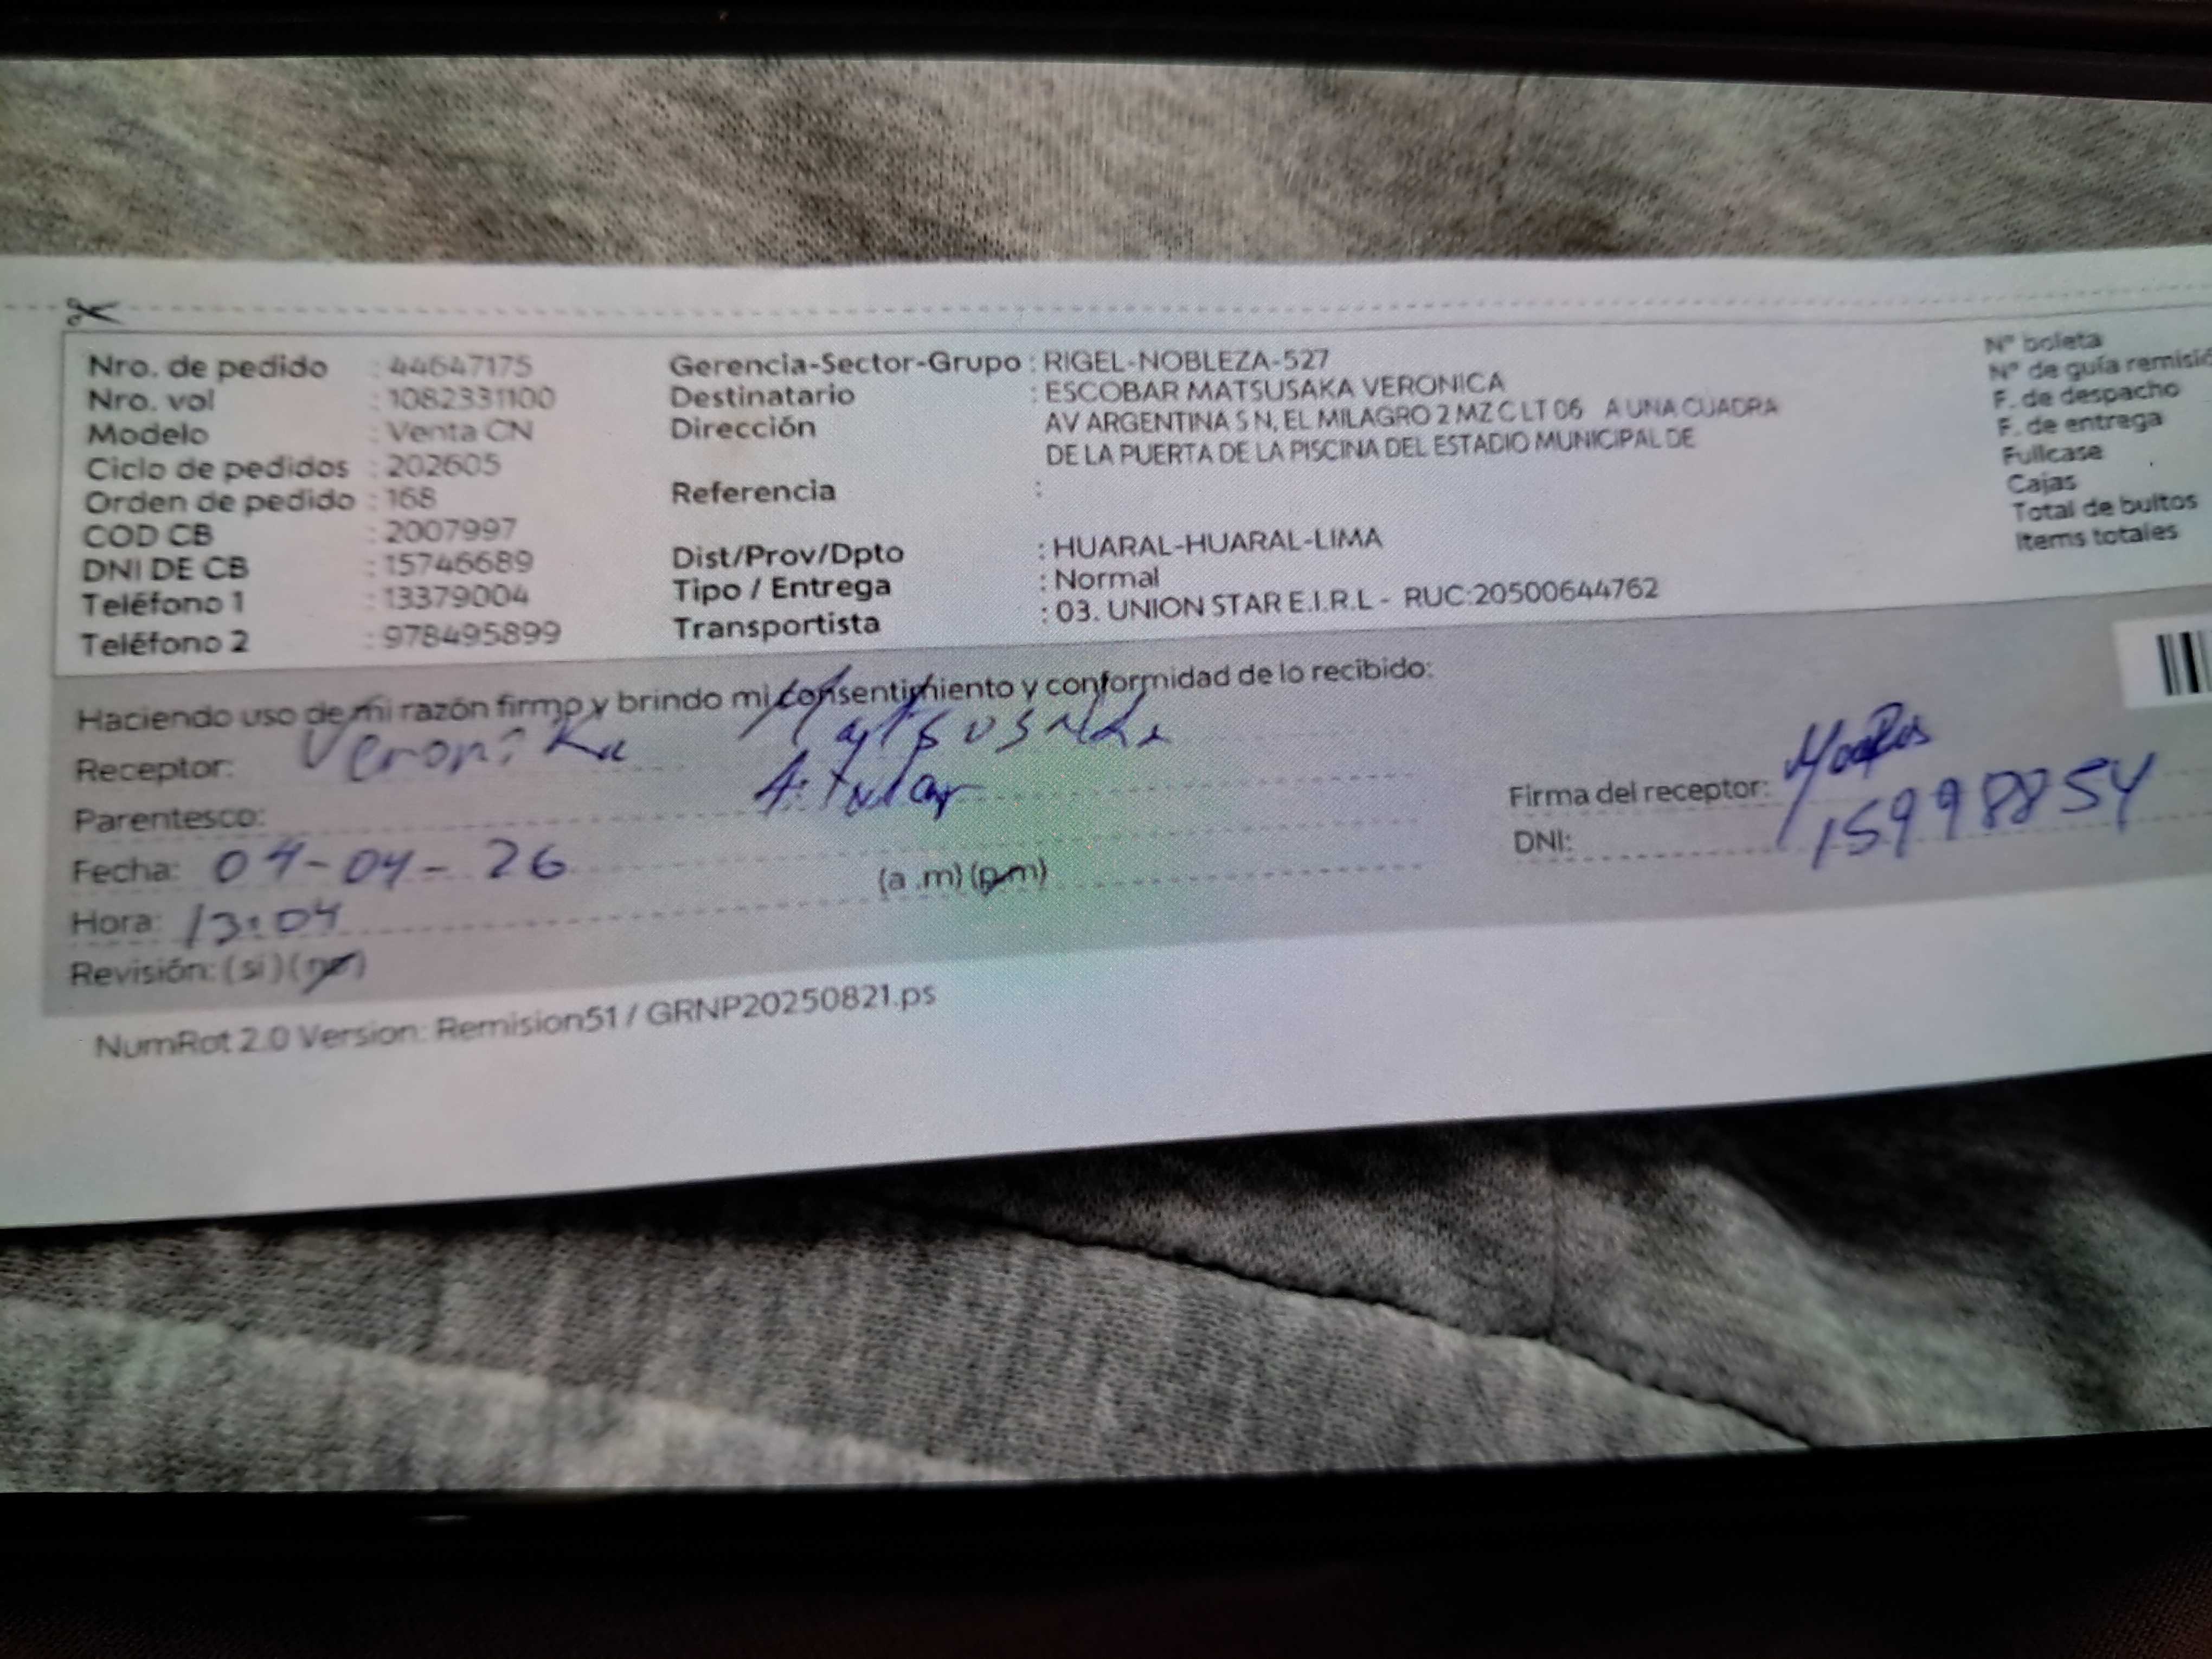 Nro. de pedido : 44647175
Nro. vol : 1082331100
Modelo : Venta CN
Ciclo de pedidos : 202605
Orden de pedido : 168
COD CB : 2007997
DNI DE CB : 15746689
Teléfono 1 : 13379004
Teléfono 2 : 978495899
Gerencia-Sector-Grupo : RIGEL-NOBLEZA-527
Destinatario : ESCOBAR MATSUSAKA VERONICA
Dirección AV ARGENTINA S N, EL MILAGRO 2 MZ C LT 06 A UNA CUADRA
DE LA PUERTA DE LA PISCINA DEL ESTADIO MUNICIPAL DE
Referencia :
Dist/Prov/Dpto : HUARAL-HUARAL-LIMA
Tipo / Entrega : Normal
Transportista : 03. UNION STAR E.I.R.L - RUC:20500644762
N° boleta
N° de guía remisió
F. de despacho
F. de entrega
Fullcase
Cajas
Total de bultos
Items totales
Haciendo uso de mi razón firmo y brindo mi consentimiento y conformidad de lo recibido:
Receptor: Veronika
Parentesco:
Fecha: 04-04-26 (a .m) (p.m)
Hora: 13:04
Revisión: (si) (no)
Firma del receptor:
DNI: 15998854
NumRot 2.0 Version: Remision51 / GRNP20250821.ps